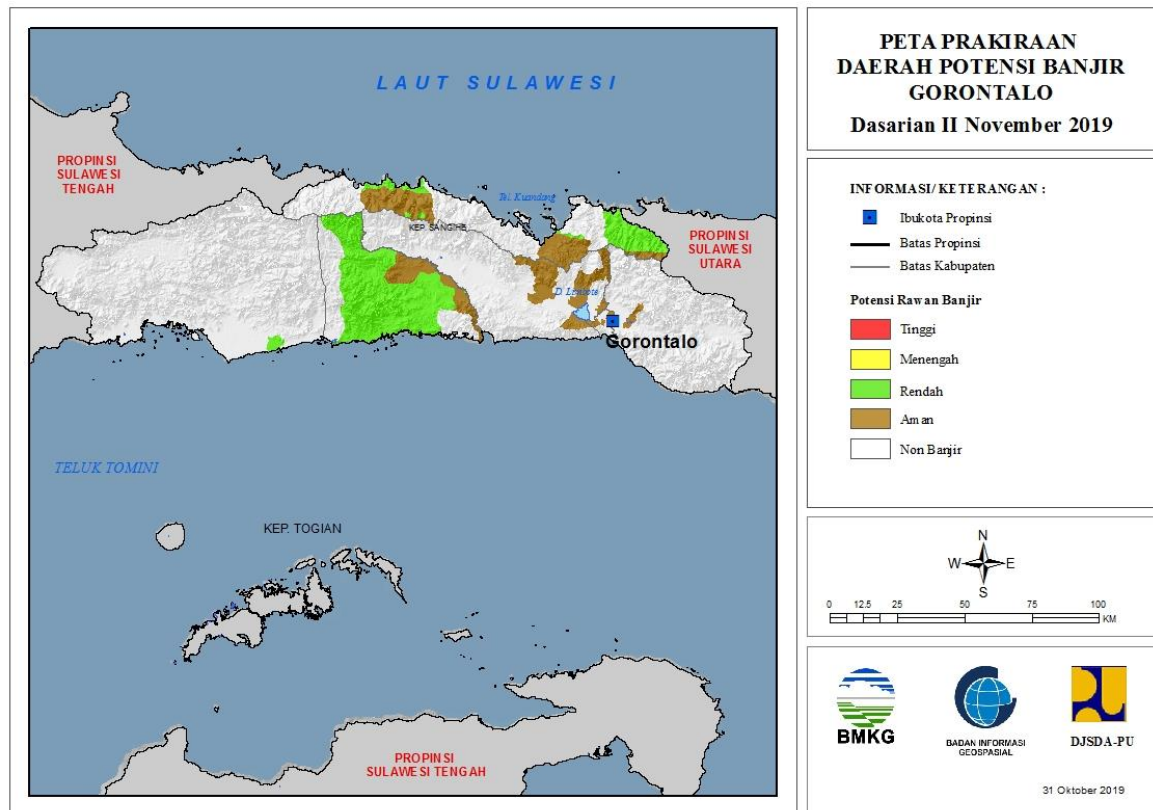 LAUT SULAWESI
PROPINSI
SULAWESI
TENGAH
Tel. Kuandang
KEP. SANGIHE
PROPINSI
SULAWESI
UTARA
D. Limboto
Gorontalo
TELUK TOMINI
KEP. TOGIAN
PROPINSI
SULAWESI TENGAH
PETA PRAKIRAAN
DAERAH POTENSI BANJIR
GORONTALO
Dasarian II November 2019
INFORMASI/ KETERANGAN :
Ibukota Propinsi
Batas Propinsi
Batas Kabupaten
Potensi Rawan Banjir
Tinggi
Menengah
Rendah
Aman
Non Banjir
N
W E
S
0 12.5 25 50 75 100
KM
BMKG
BADAN INFORMASI
GEOSPASIAL
DJSDA-PU
31 Oktober 2019